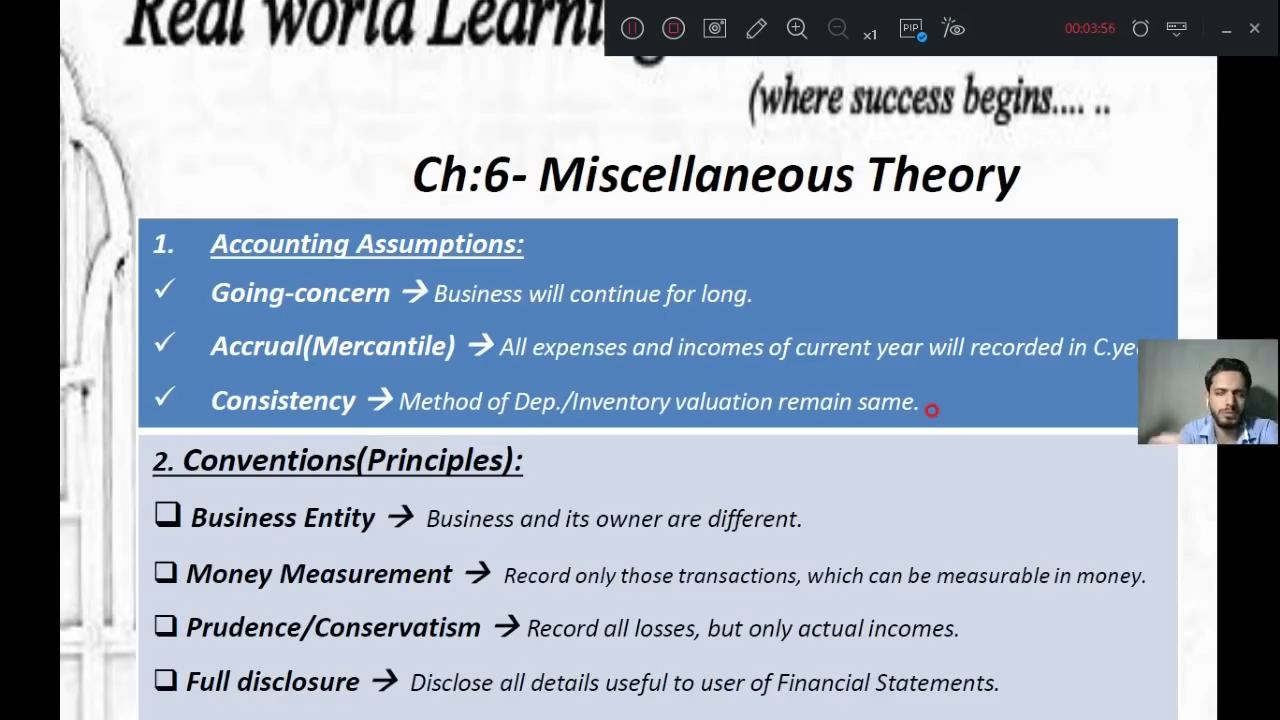 Real world Learning
x1
PIP
00:03:56
(where success begins.... ..
Ch:6- Miscellaneous Theory
1. Accounting Assumptions:
✓ Going-concern → Business will continue for long.
✓ Accrual(Mercantile) → All expenses and incomes of current year will recorded in C.ye
✓ Consistency → Method of Dep./Inventory valuation remain same.
2. Conventions(Principles):
❑ Business Entity → Business and its owner are different.
❑ Money Measurement → Record only those transactions, which can be measurable in money.
❑ Prudence/Conservatism → Record all losses, but only actual incomes.
❑ Full disclosure → Disclose all details useful to user of Financial Statements.